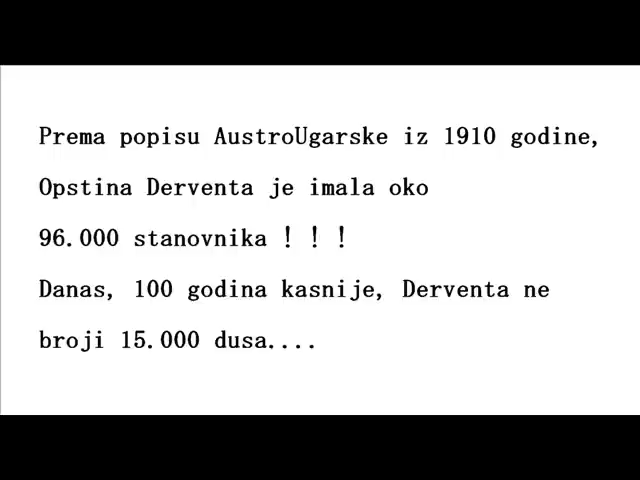 Prema popisu AustroUgarske iz 1910 godine,
Opstina Derventa je imala oko
96.000 stanovnika ! ! !
Danas, 100 godina kasnije, Derventa ne
broji 15.000 dusa....